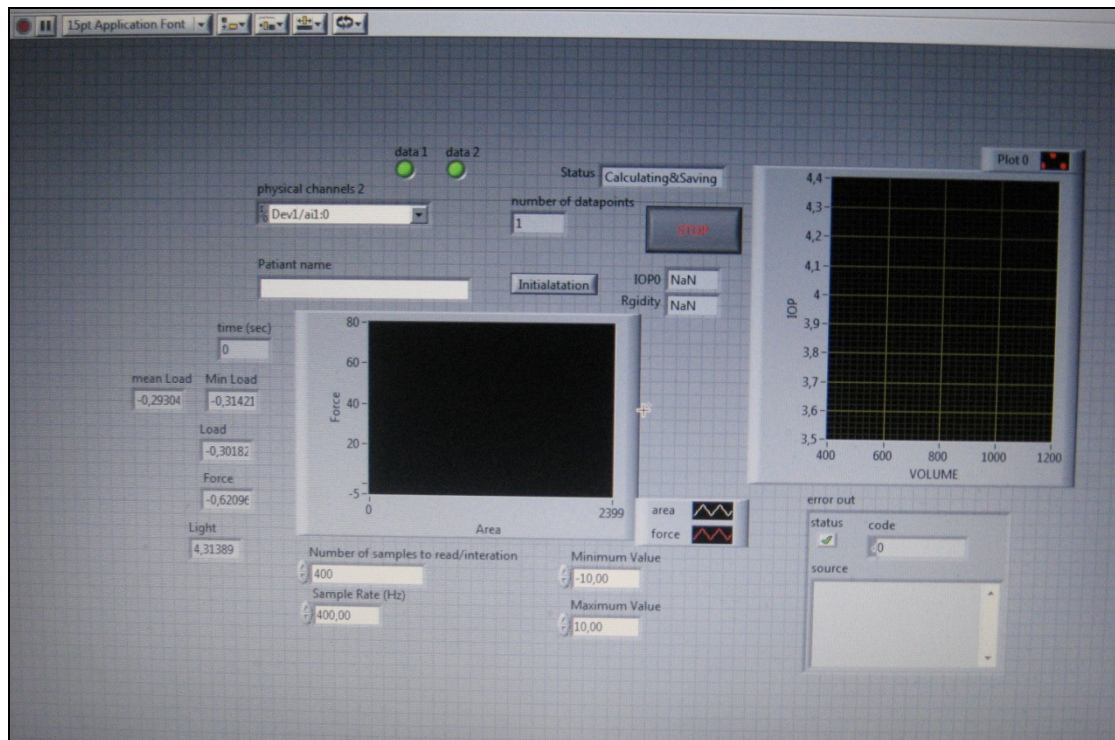 15pt Application Font
data 1 data 2
Status Calculating&Saving
Plot 0
physical channels 2
Dev1/ai1:0
number of datapoints
1
STOP
Patiant name
Initialatation
IOP0 NaN
Rgidity NaN
time (sec)
0
mean Load Min Load
-0,29304 -0,31421
Load
-0,30182
Force
-0,62096
Light
4,31389
Force
80
60
40
20
-5
0 2399
Area
area
force
Number of samples to read/interation
400
Sample Rate (Hz)
400,00
Minimum Value
-10,00
Maximum Value
10,00
IOP
4,4
4,3
4,2
4,1
4
3,9
3,8
3,7
3,6
3,5
400 600 800 1000 1200
VOLUME
error out
status code
0
source